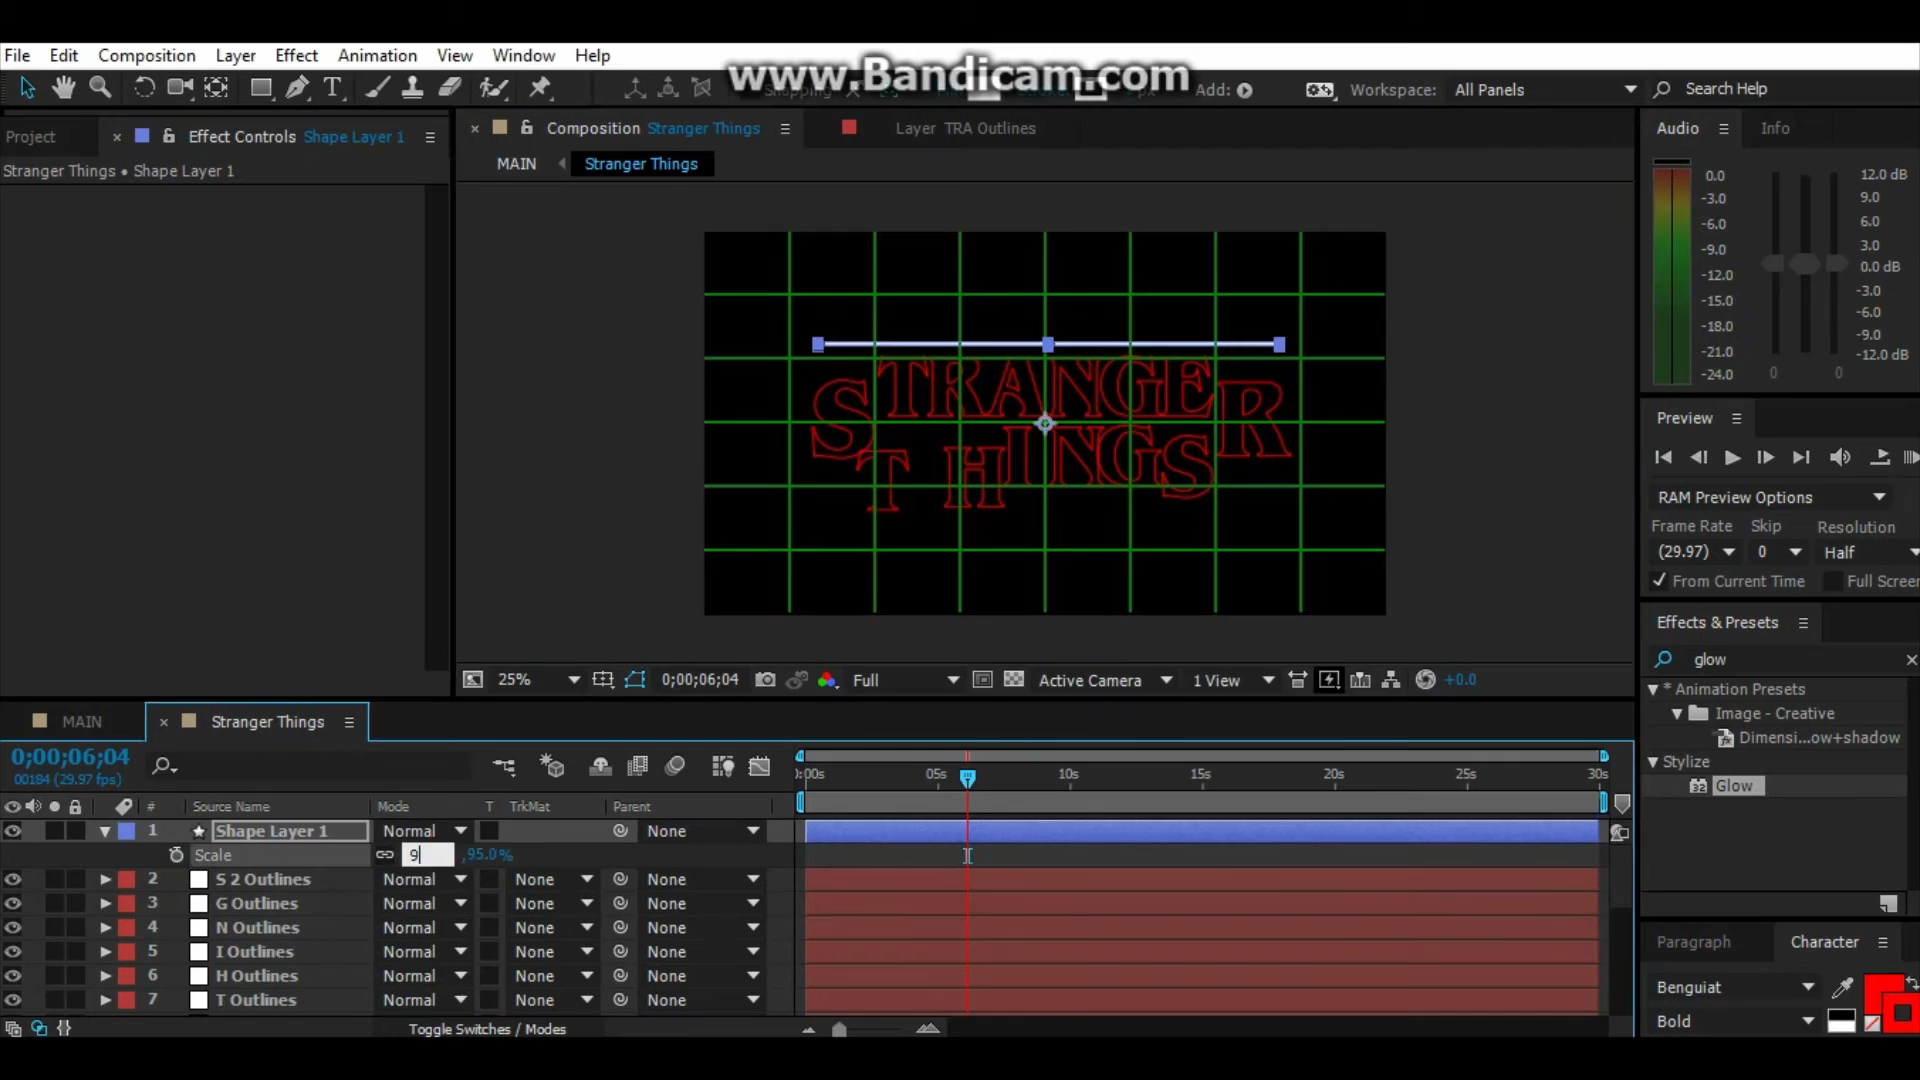 www.Bandicam.com
File Edit Composition Layer Effect Animation View Window Help
Snapping Add: Workspace: All Panels Search Help
Project × Effect Controls Shape Layer 1
× Composition Stranger Things Layer TRA Outlines
Audio Info
MAIN Stranger Things
Stranger Things • Shape Layer 1
0.0 12.0 dB
-3.0 9.0
-6.0 6.0
-9.0 3.0
-12.0 0.0 dB
-15.0 -3.0
-18.0 -6.0
-21.0 -9.0
-24.0 -12.0 dB
0 0
STRANGER
THINGS
Preview
RAM Preview Options
Frame Rate Skip Resolution
(29.97) 0 Half
From Current Time Full Screen
Effects & Presets
glow ×
* Animation Presets
Image - Creative
Dimensi...ow+shadow
Stylize
32 Glow
25% 0;00;06;04 Full Active Camera 1 View +0.0
MAIN × Stranger Things
0;00;06;04
00184 (29.97 fps)
):00s 05s 10s 15s 20s 25s 30s
# Source Name Mode T TrkMat Parent
1 Shape Layer 1 Normal None
Scale 9 ,95.0%
2 S 2 Outlines Normal None None
3 G Outlines Normal None None
4 N Outlines Normal None None
5 I Outlines Normal None None
6 H Outlines Normal None None
7 T Outlines Normal None None
Toggle Switches / Modes
Paragraph Character
Benguiat
Bold